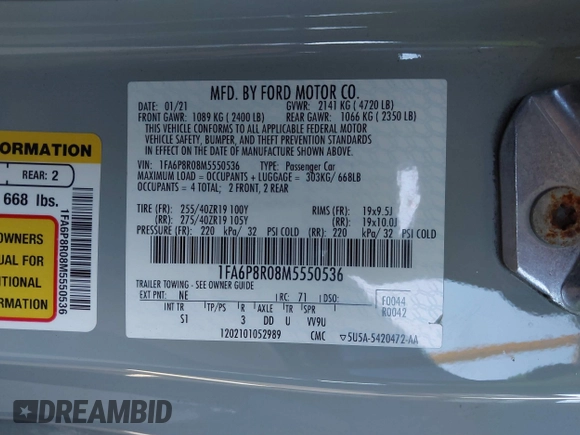 MFD. BY FORD MOTOR CO.
DATE: 01/21 GVWR: 2141 KG ( 4720 LB)
FRONT GAWR: 1089 KG ( 2400 LB) REAR GAWR: 1066 KG ( 2350 LB)
THIS VEHICLE CONFORMS TO ALL APPLICABLE FEDERAL MOTOR
VEHICLE SAFETY, BUMPER, AND THEFT PREVENTION STANDARDS
IN EFFECT ON THE DATE OF MANUFACTURE SHOWN ABOVE.
VIN: 1FA6P8R08M5550536 TYPE: Passenger Car
MAXIMUM LOAD = OCCUPANTS + LUGGAGE = 303KG/ 668LB
OCCUPANTS = 4 TOTAL; 2 FRONT, 2 REAR
TIRE (FR): 255/40ZR19 100Y RIMS (FR): 19x9.5J
(RR): 275/40ZR19 105Y (RR): 19x10.0J
PRESSURE (FR): 220 kPa/ 32 PSI COLD (RR): 220 kPa/ 32 PSI COLD
1FA6P8R08M5550536
TRAILER TOWING - SEE OWNER GUIDE
EXT PNT: NE RC: 71 DSO: F0044
R0042
INT TR TP/PS R AXLE TR SPR
S1 3 DD U VV9U
1202101052989 CMC 5U5A-5420472-AA
FORMATION
REAR: 2
668 lbs.
OWNERS
UAL FOR
ITIONAL
RMATION
1FA6P8R08M5550536
DREAMBID